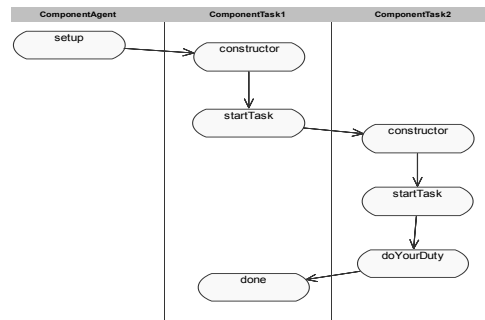 ComponentAgent
ComponentTask1
ComponentTask2
setup
constructor
startTask
constructor
startTask
doYourDuty
done